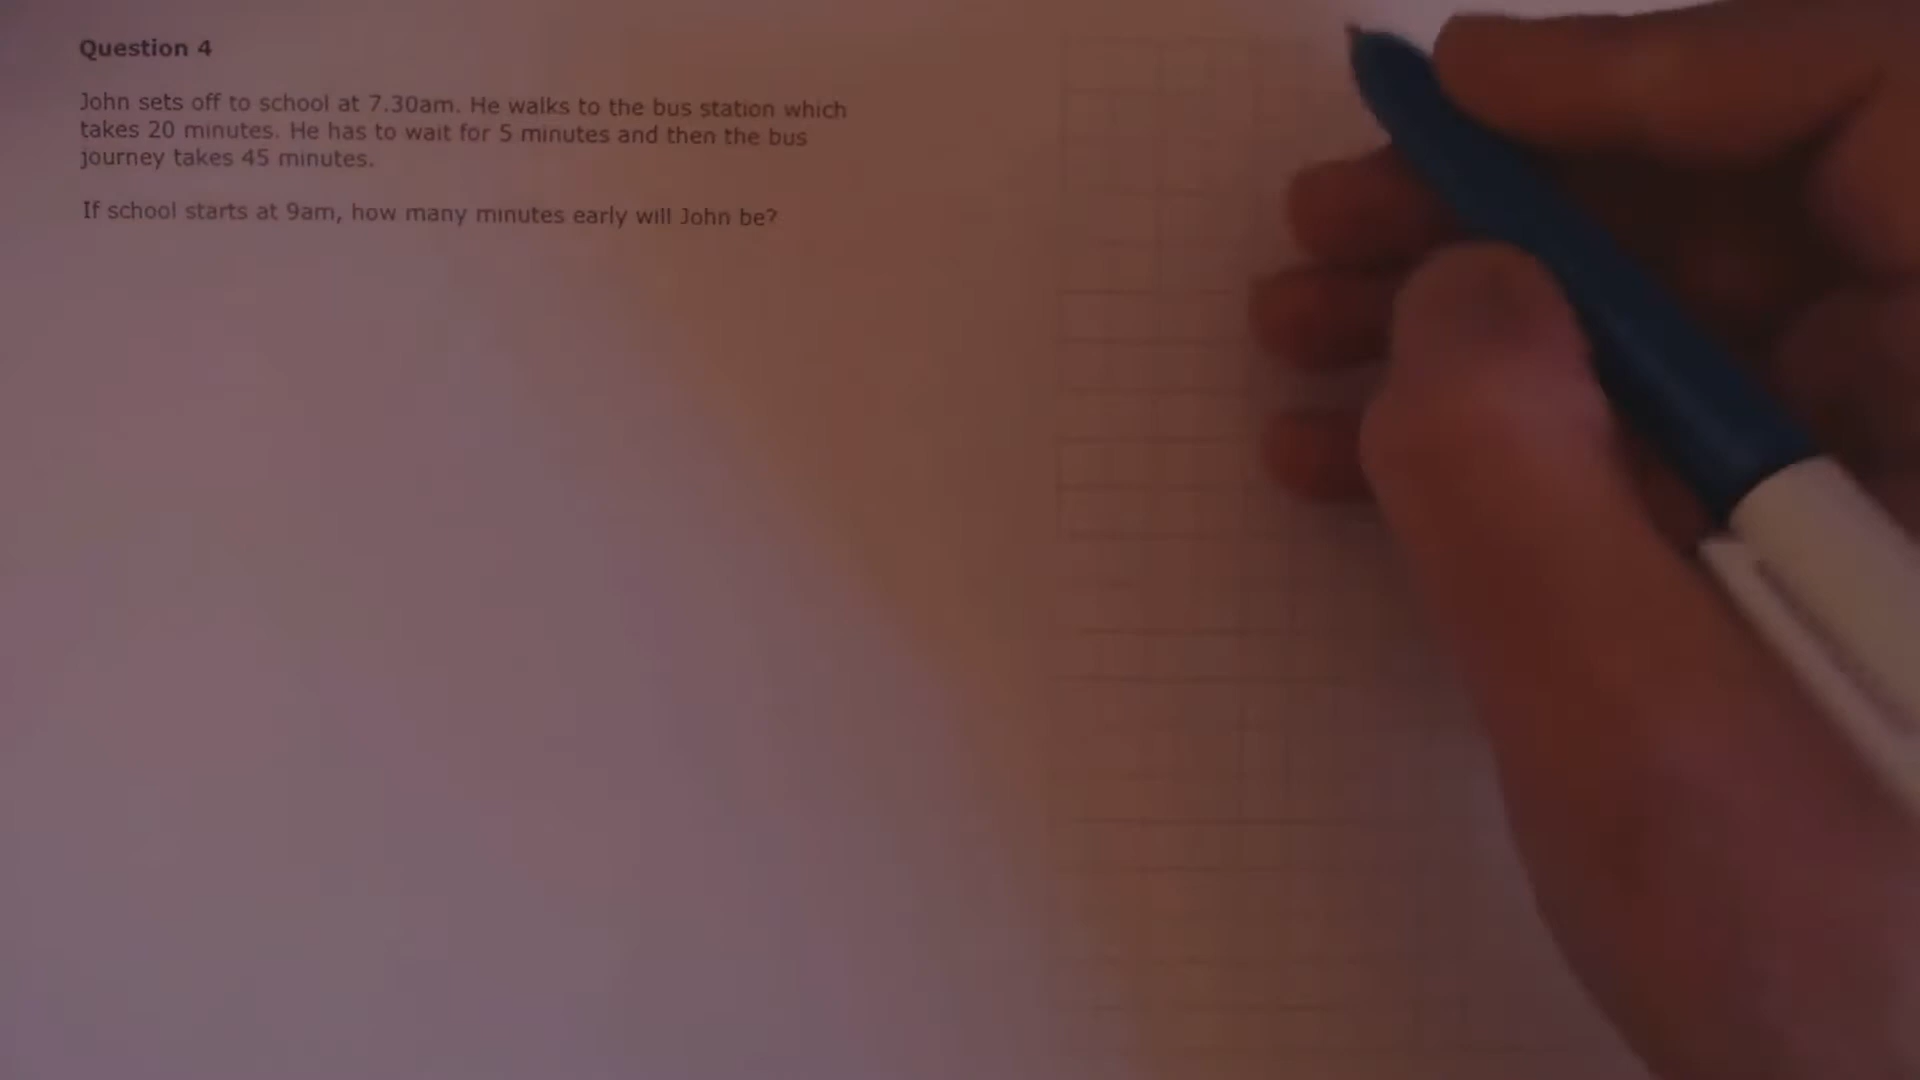 Question 4
John sets off to school at 7.30am. He walks to the bus station which
takes 20 minutes. He has to wait for 5 minutes and then the bus
journey takes 45 minutes.
If school starts at 9am, how many minutes early will John be?